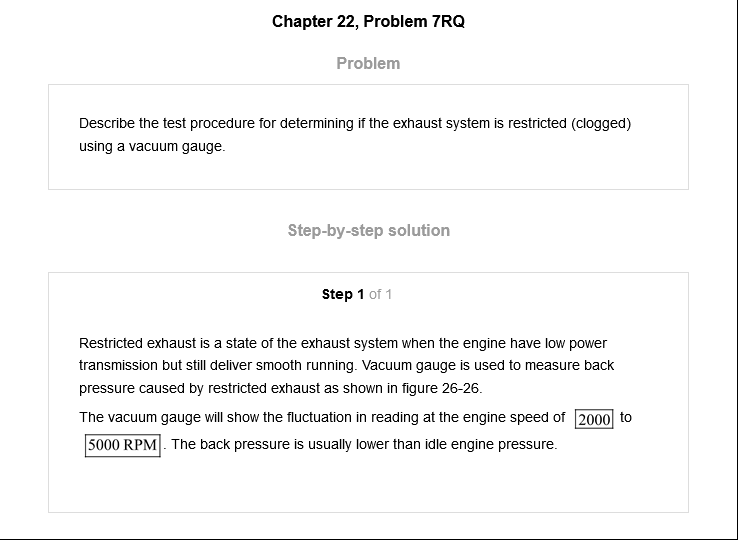 Chapter 22, Problem 7RQ
Problem
Describe the test procedure for determining if the exhaust system is restricted (clogged)
using a vacuum gauge.
Step-by-step solution
Step 1 of 1
Restricted exhaust is a state of the exhaust system when the engine have low power
transmission but still deliver smooth running. Vacuum gauge is used to measure back
pressure caused by restricted exhaust as shown in figure 26-26.
The vacuum gauge will show the fluctuation in reading at the engine speed of 2000 to
5000 RPM. The back pressure is usually lower than idle engine pressure.